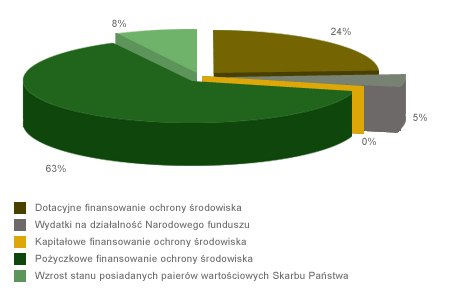 8%
24%
5%
0%
63%
Dotacyjne finansowanie ochrony środowiska
Wydatki na działalność Narodowego funduszu
Kapitałowe finansowanie ochrony środowiska
Pożyczkowe finansowanie ochrony środowiska
Wzrost stanu posiadanych paierów wartościowych Skarbu Państwa